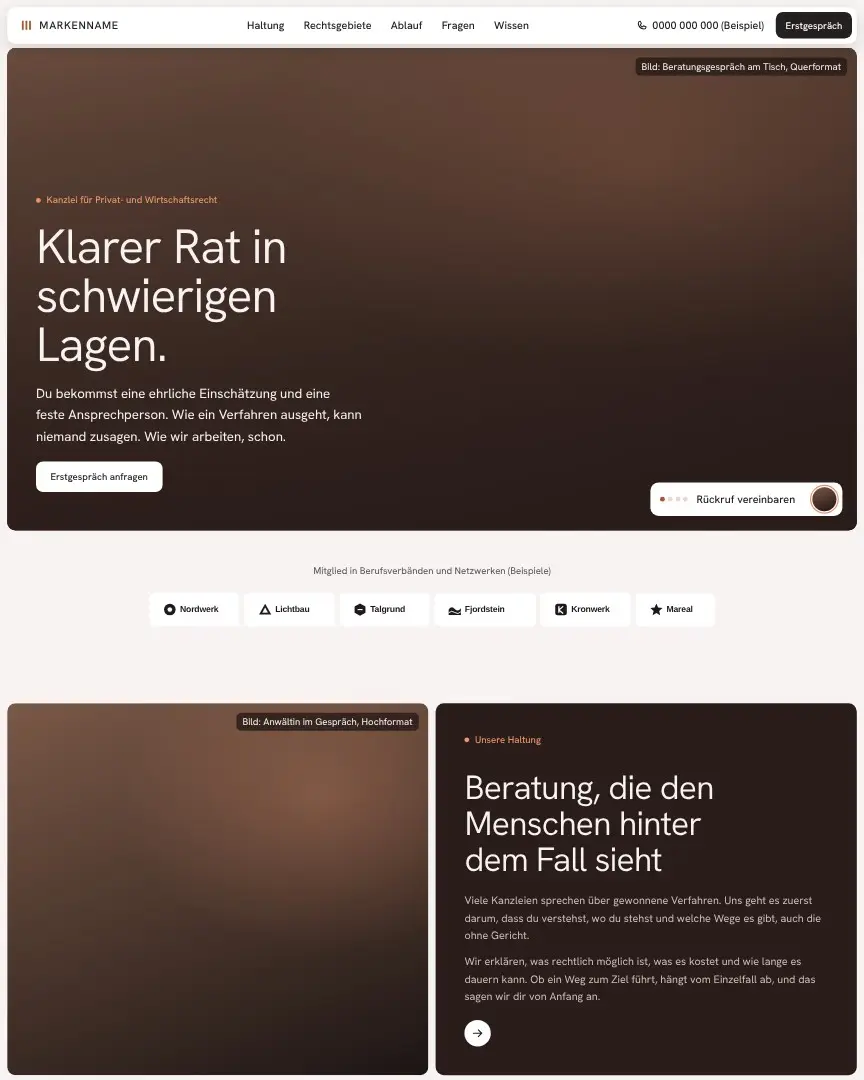 MARKENNAME
Haltung Rechtsgebiete Ablauf Fragen Wissen
0000 000 000 (Beispiel)
Erstgespräch
Bild: Beratungsgespräch am Tisch, Querformat
Kanzlei für Privat- und Wirtschaftsrecht
Klarer Rat in
schwierigen
Lagen.
Du bekommst eine ehrliche Einschätzung und eine
feste Ansprechperson. Wie ein Verfahren ausgeht, kann
niemand zusagen. Wie wir arbeiten, schon.
Erstgespräch anfragen
Rückruf vereinbaren
Mitglied in Berufsverbänden und Netzwerken (Beispiele)
Nordwerk Lichtbau Talgrund Fjordstein Kronwerk Mareal
Bild: Anwältin im Gespräch, Hochformat
Unsere Haltung
Beratung, die den
Menschen hinter
dem Fall sieht
Viele Kanzleien sprechen über gewonnene Verfahren. Uns geht es zuerst
darum, dass du verstehst, wo du stehst und welche Wege es gibt, auch die
ohne Gericht.
Wir erklären, was rechtlich möglich ist, was es kostet und wie lange es
dauern kann. Ob ein Weg zum Ziel führt, hängt vom Einzelfall ab, und das
sagen wir dir von Anfang an.